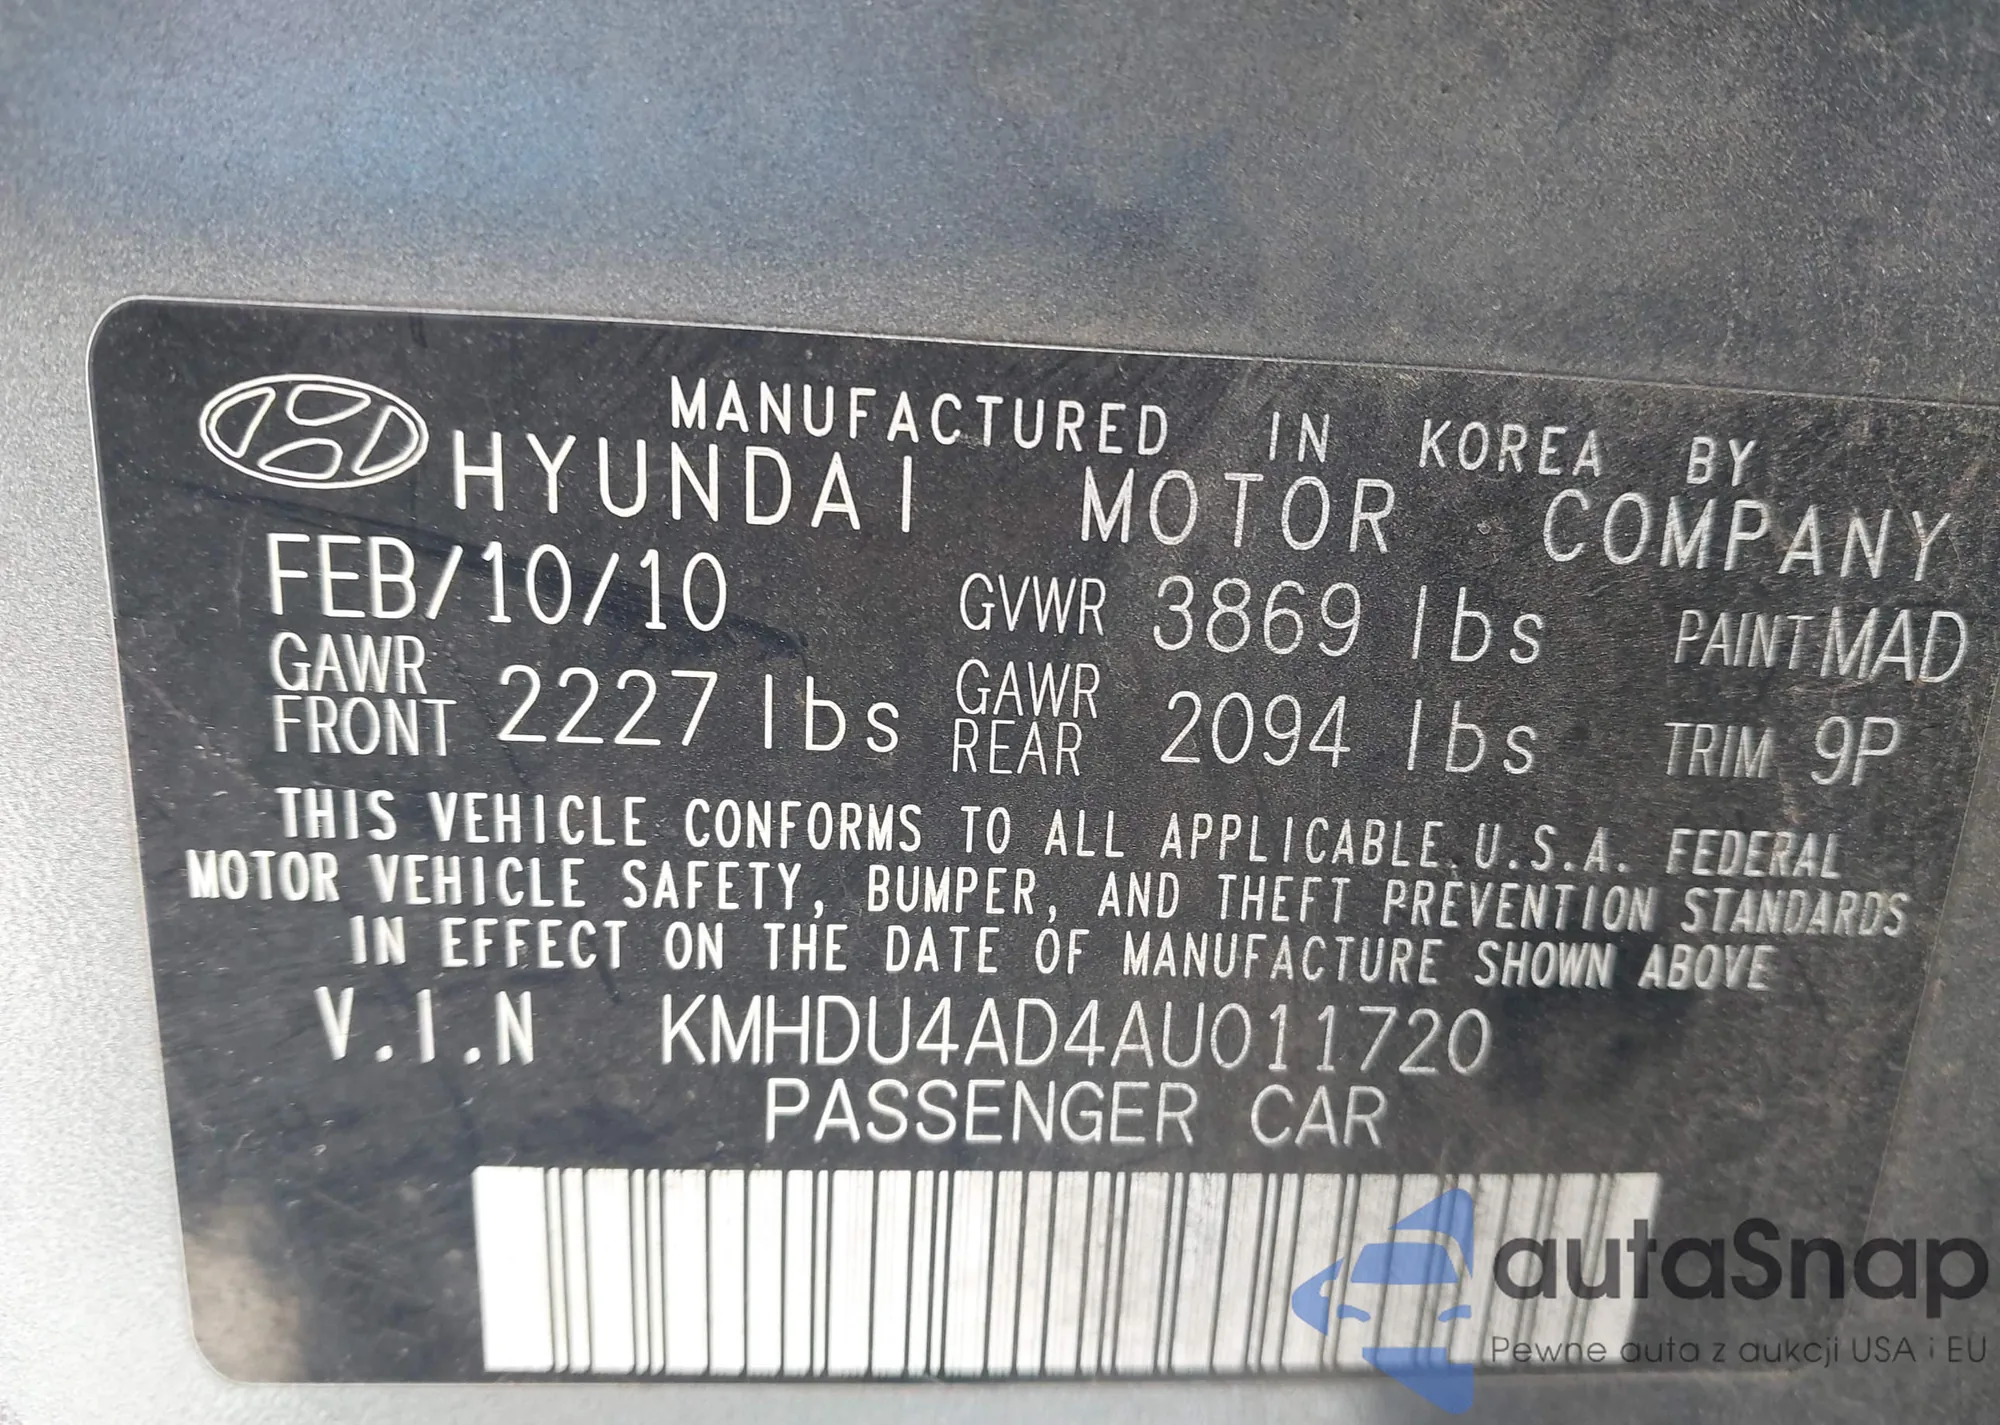 MANUFACTURED IN KOREA BY
HYUNDAI MOTOR COMPANY
FEB/10/10 GVWR 3869 lbs PAINT MAD
GAWR FRONT 2227 lbs GAWR REAR 2094 lbs TRIM 9P
THIS VEHICLE CONFORMS TO ALL APPLICABLE U.S.A. FEDERAL
MOTOR VEHICLE SAFETY, BUMPER, AND THEFT PREVENTION STANDARDS
IN EFFECT ON THE DATE OF MANUFACTURE SHOWN ABOVE
V.I.N KMHDU4AD4AU011720
PASSENGER CAR
autaSnap
Pewne auta z aukcji USA i EU